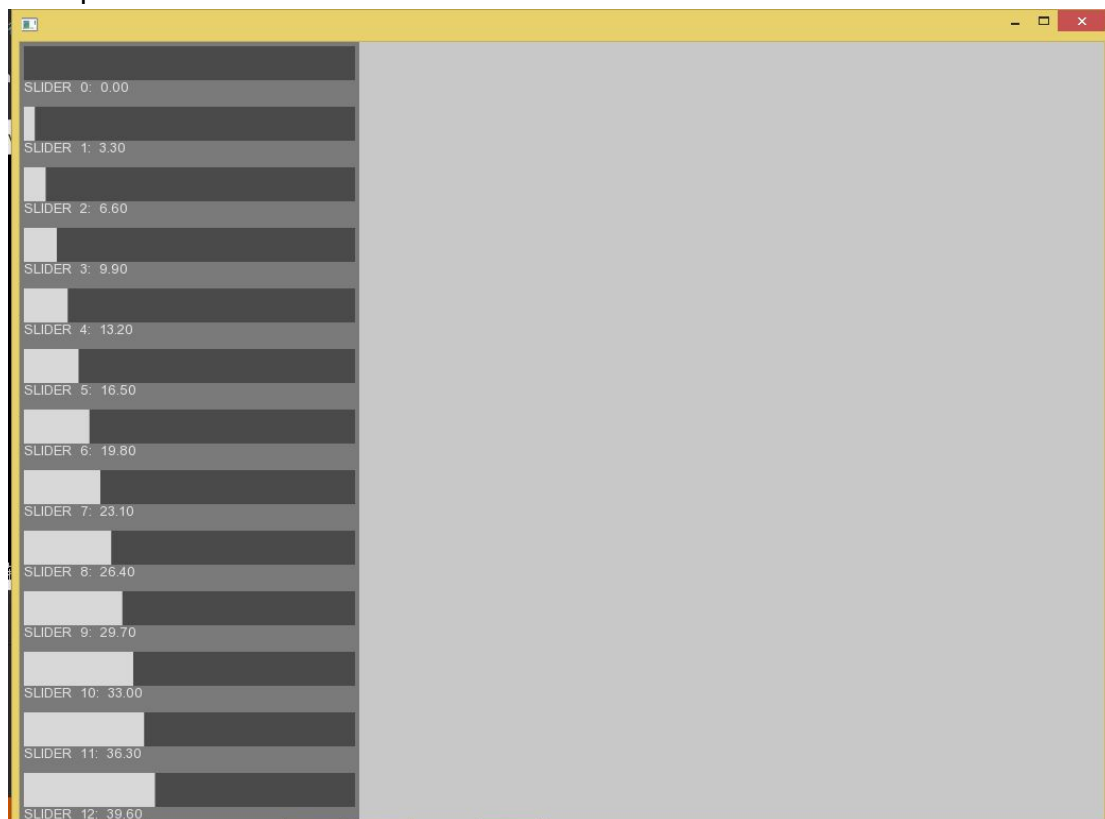 SLIDER 0: 0.00
SLIDER 1: 3.30
SLIDER 2: 6.60
SLIDER 3: 9.90
SLIDER 4: 13.20
SLIDER 5: 16.50
SLIDER 6: 19.80
SLIDER 7: 23.10
SLIDER 8: 26.40
SLIDER 9: 29.70
SLIDER 10: 33.00
SLIDER 11: 36.30
SLIDER 12: 39.60